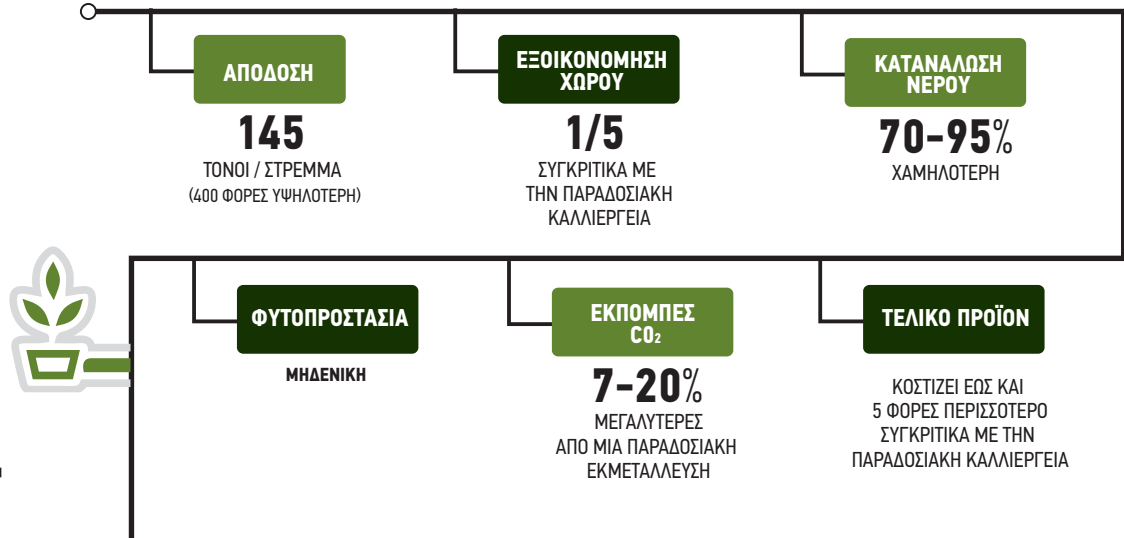 ΑΠΟΔΟΣΗ
145
ΤΟΝΟΙ / ΣΤΡΕΜΜΑ
(400 ΦΟΡΕΣ ΥΨΗΛΟΤΕΡΗ)
ΕΞΟΙΚΟΝΟΜΗΣΗ
ΧΩΡΟΥ
1/5
ΣΥΓΚΡΙΤΙΚΑ ΜΕ
ΤΗΝ ΠΑΡΑΔΟΣΙΑΚΗ
ΚΑΛΛΙΕΡΓΕΙΑ
ΚΑΤΑΝΑΛΩΣΗ
ΝΕΡΟΥ
70-95%
ΧΑΜΗΛΟΤΕΡΗ
ΦΥΤΟΠΡΟΣΤΑΣΙΑ
ΜΗΔΕΝΙΚΗ
ΕΚΠΟΜΠΕΣ
CO₂
7-20%
ΜΕΓΑΛΥΤΕΡΕΣ
ΑΠΟ ΜΙΑ ΠΑΡΑΔΟΣΙΑΚΗ
ΕΚΜΕΤΑΛΛΕΥΣΗ
ΤΕΛΙΚΟ ΠΡΟΪΟΝ
ΚΟΣΤΙΖΕΙ ΕΩΣ ΚΑΙ
5 ΦΟΡΕΣ ΠΕΡΙΣΣΟΤΕΡΟ
ΣΥΓΚΡΙΤΙΚΑ ΜΕ ΤΗΝ
ΠΑΡΑΔΟΣΙΑΚΗ ΚΑΛΛΙΕΡΓΕΙΑ